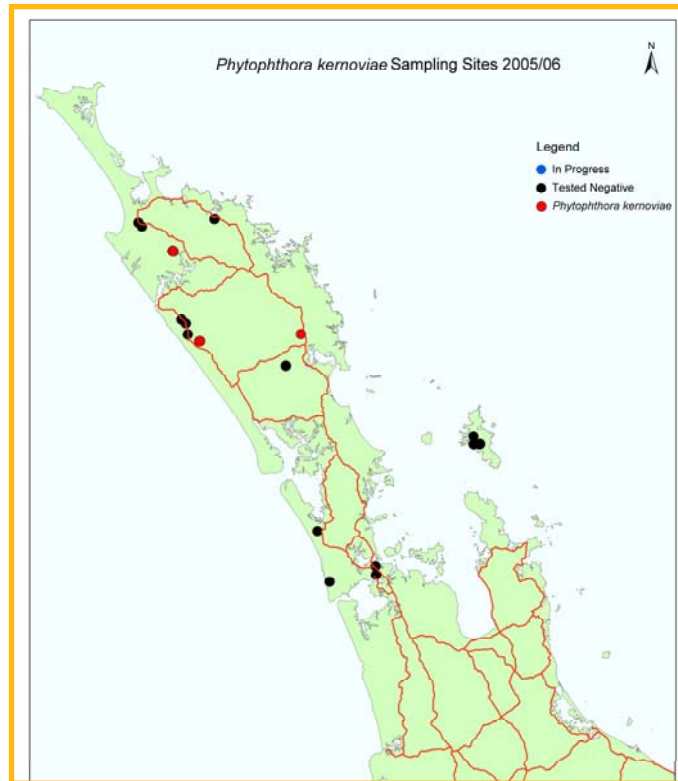 Phytophthora kernoviae Sampling Sites 2005/06
N
Legend
In Progress
Tested Negative
Phytophthora kernoviae